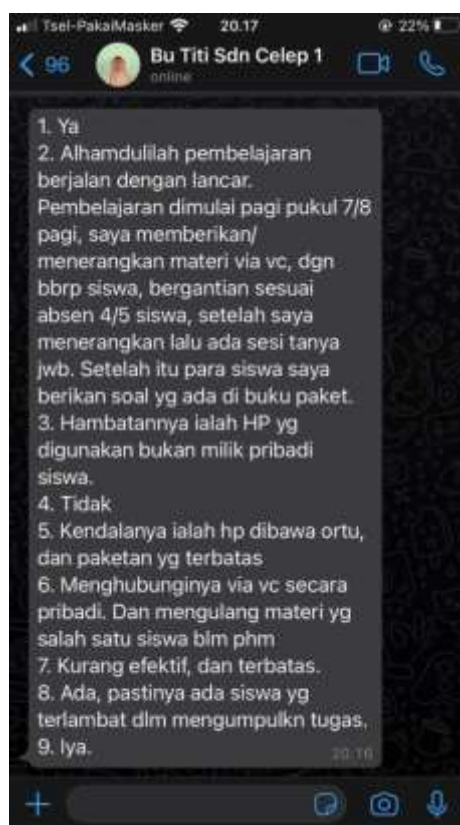 Tsel-PakaiMasker 20.17 22%
96 Bu Titi Sdn Celep 1
online
1. Ya
2. Alhamdulilah pembelajaran
berjalan dengan lancar.
Pembelajaran dimulai pagi pukul 7/8
pagi, saya memberikan/
menerangkan materi via vc, dgn
bbrp siswa, bergantian sesuai
absen 4/5 siswa, setelah saya
menerangkan lalu ada sesi tanya
jwb. Setelah itu para siswa saya
berikan soal yg ada di buku paket.
3. Hambatannya ialah HP yg
digunakan bukan milik pribadi
siswa.
4. Tidak
5. Kendalanya ialah hp dibawa ortu,
dan paketan yg terbatas
6. Menghubunginya via vc secara
pribadi. Dan mengulang materi yg
salah satu siswa blm phm
7. Kurang efektif, dan terbatas.
8. Ada, pastinya ada siswa yg
terlambat dlm mengumpulkn tugas.
9. Iya.
20.16